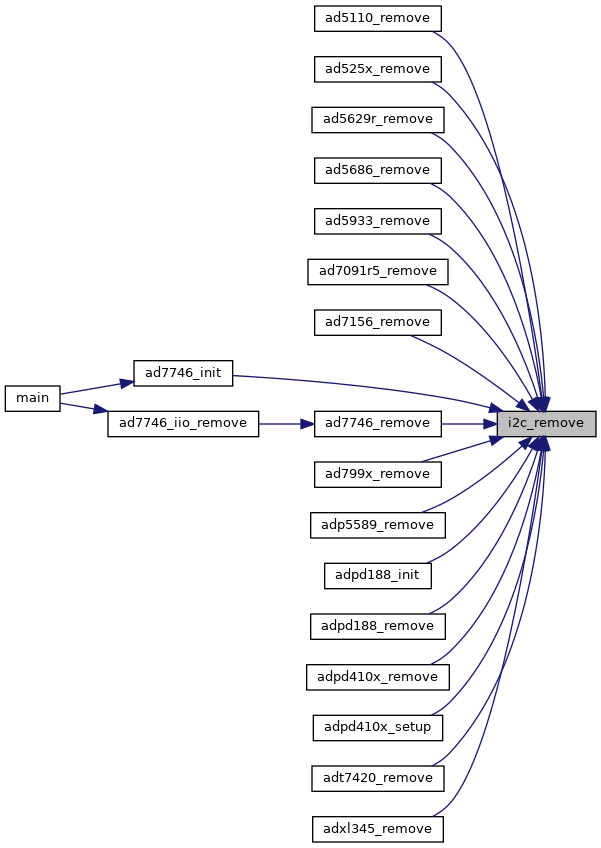 ad5110_remove
ad525x_remove
ad5629r_remove
ad5686_remove
ad5933_remove
ad7091r5_remove
ad7156_remove
ad7746_init
main
ad7746_iio_remove
ad7746_remove
i2c_remove
ad799x_remove
adp5589_remove
adpd188_init
adpd188_remove
adpd410x_remove
adpd410x_setup
adt7420_remove
adxl345_remove